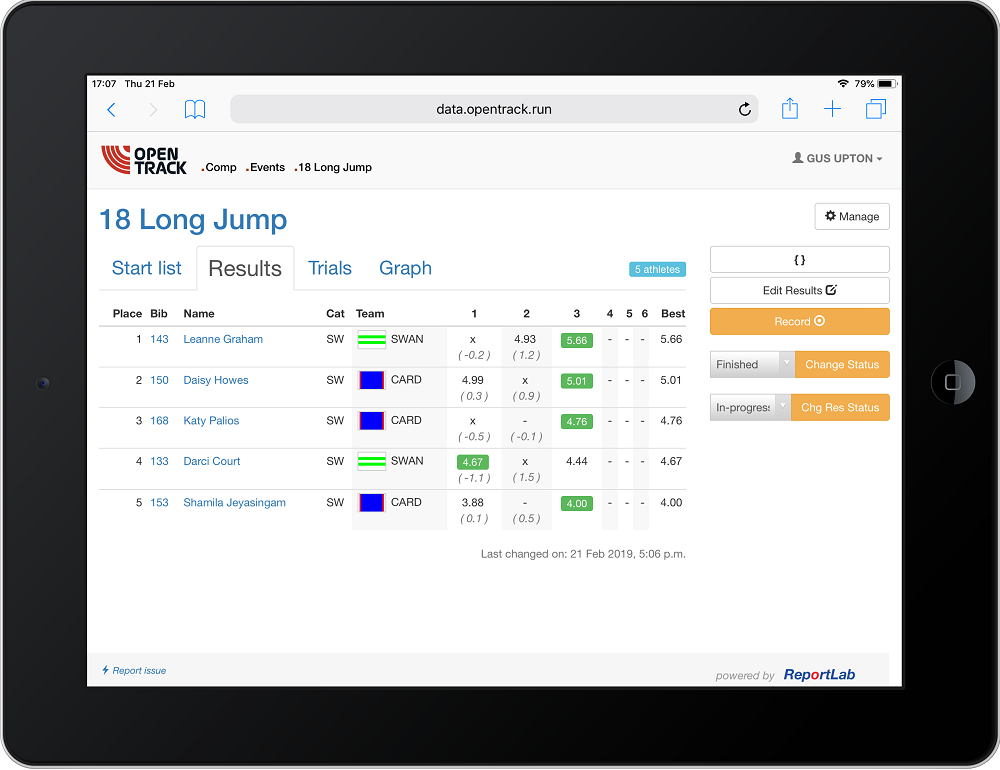 17:07 Thu 21 Feb 79%
data.opentrack.run
OPEN TRACK .Comp .Events .18 Long Jump GUS UPTON
18 Long Jump Manage
Start list Results Trials Graph 5 athletes
{ }
Edit Results
Record
Finished Change Status
In-progress Chg Res Status
Place Bib Name Cat Team 1 2 3 4 5 6 Best
1 143 Leanne Graham SW SWAN x 4.93 5.66 - - - 5.66
( -0.2 ) ( 1.2 )
2 150 Daisy Howes SW CARD 4.99 x 5.01 - - - 5.01
( 0.3 ) ( 0.9 )
3 168 Katy Palios SW CARD x - 4.76 - - - 4.76
( -0.5 ) ( -0.1 )
4 133 Darci Court SW SWAN 4.67 x 4.44 - - - 4.67
( -1.1 ) ( 1.5 )
5 153 Shamila Jeyasingam SW CARD 3.88 - 4.00 - - - 4.00
( 0.1 ) ( 0.5 )
Last changed on: 21 Feb 2019, 5:06 p.m.
Report issue
powered by ReportLab